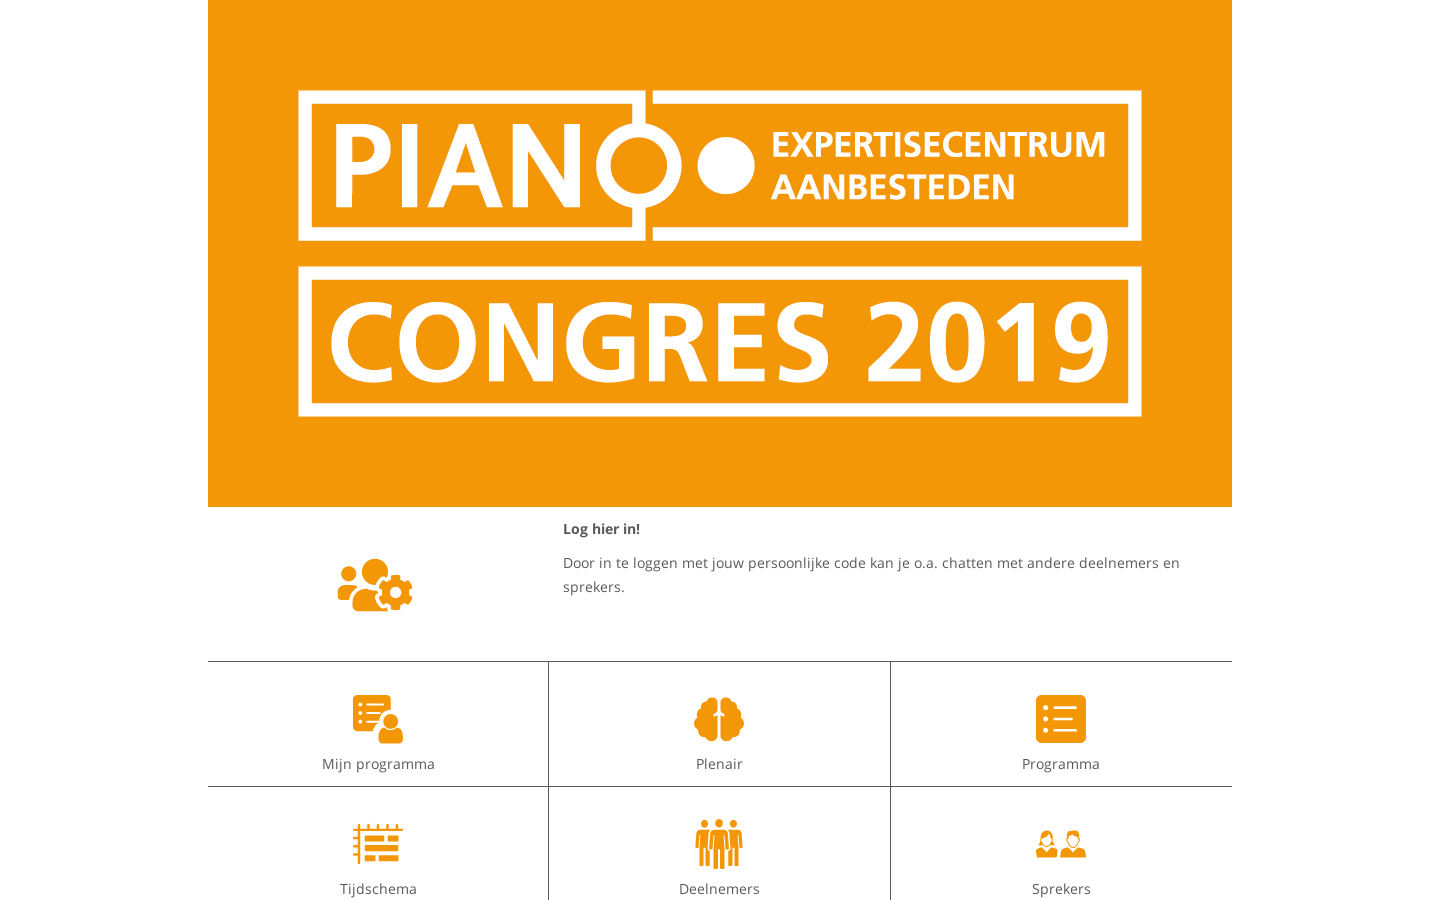 PIANOo
EXPERTISECENTRUM
AANBESTEDEN
CONGRES 2019
Log hier in!
Door in te loggen met jouw persoonlijke code kan je o.a. chatten met andere deelnemers en
sprekers.
Mijn programma
Plenair
Programma
Tijdschema
Deelnemers
Sprekers